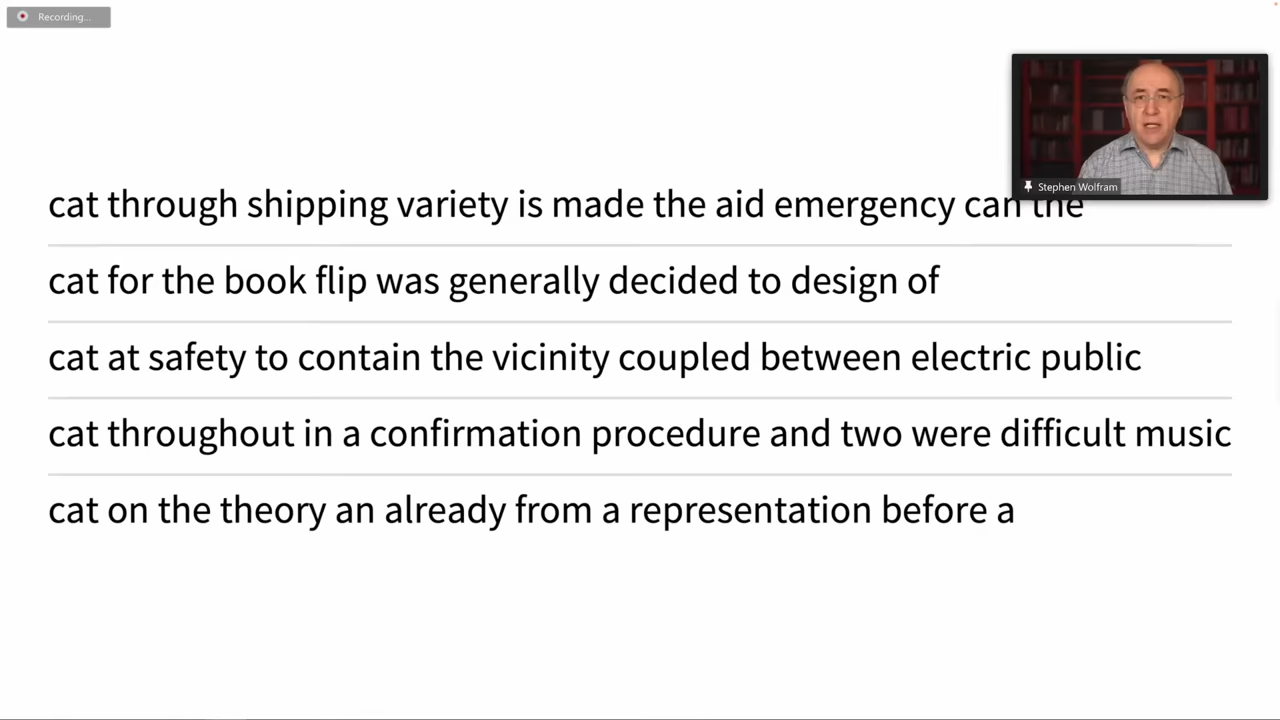 Recording...
Stephen Wolfram
cat through shipping variety is made the aid emergency can the
cat for the book flip was generally decided to design of
cat at safety to contain the vicinity coupled between electric public
cat throughout in a confirmation procedure and two were difficult music
cat on the theory an already from a representation before a